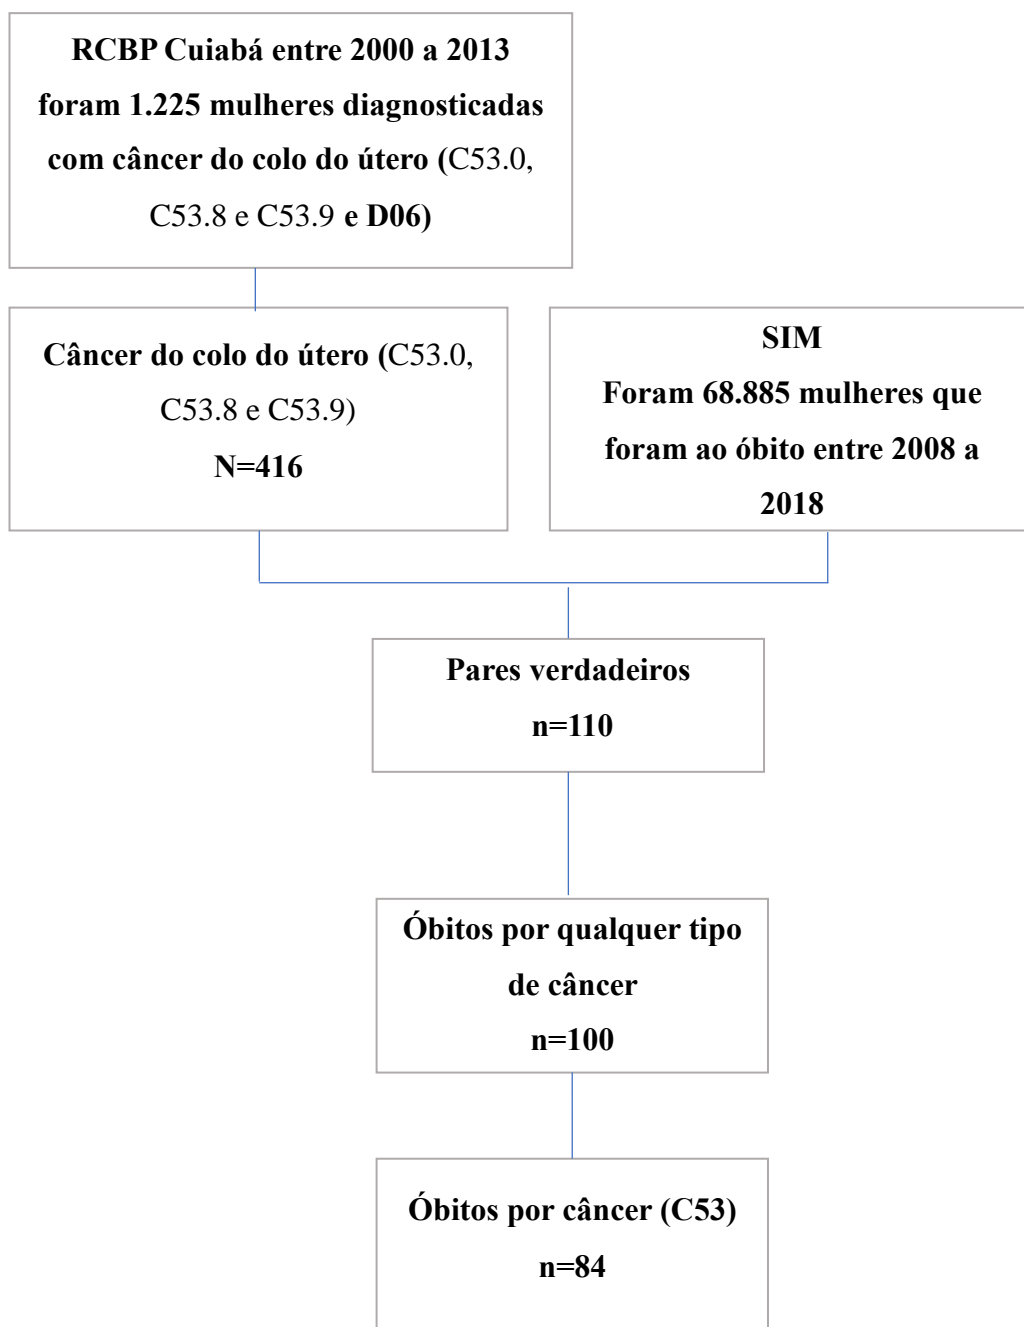 RCBP Cuiabá entre 2000 a 2013
foram 1.225 mulheres diagnosticadas
com câncer do colo do útero (C53.0,
C53.8 e C53.9 e D06)
Câncer do colo do útero (C53.0,
C53.8 e C53.9)
N=416
SIM
Foram 68.885 mulheres que
foram ao óbito entre 2008 a
2018
Pares verdadeiros
n=110
Óbitos por qualquer tipo
de câncer
n=100
Óbitos por câncer (C53)
n=84